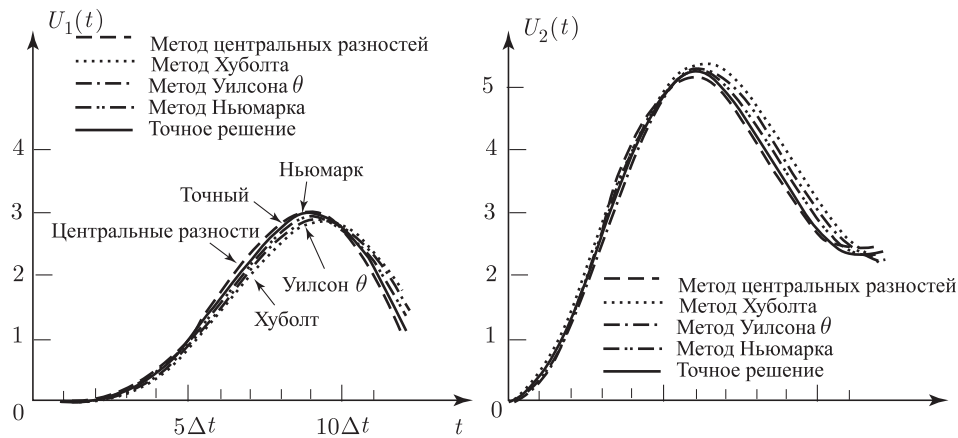 U₁(t)
Метод центральных разностей
Метод Хуболта
Метод Уилсона θ
Метод Ньюмарка
Точное решение
4
3
2
1
0
Ньюмарк
Точный
Центральные разности
Уилсон θ
Хуболт
5Δt
10Δt
t
U₂(t)
5
4
3
2
1
0
Метод центральных разностей
Метод Хуболта
Метод Уилсона θ
Метод Ньюмарка
Точное решение